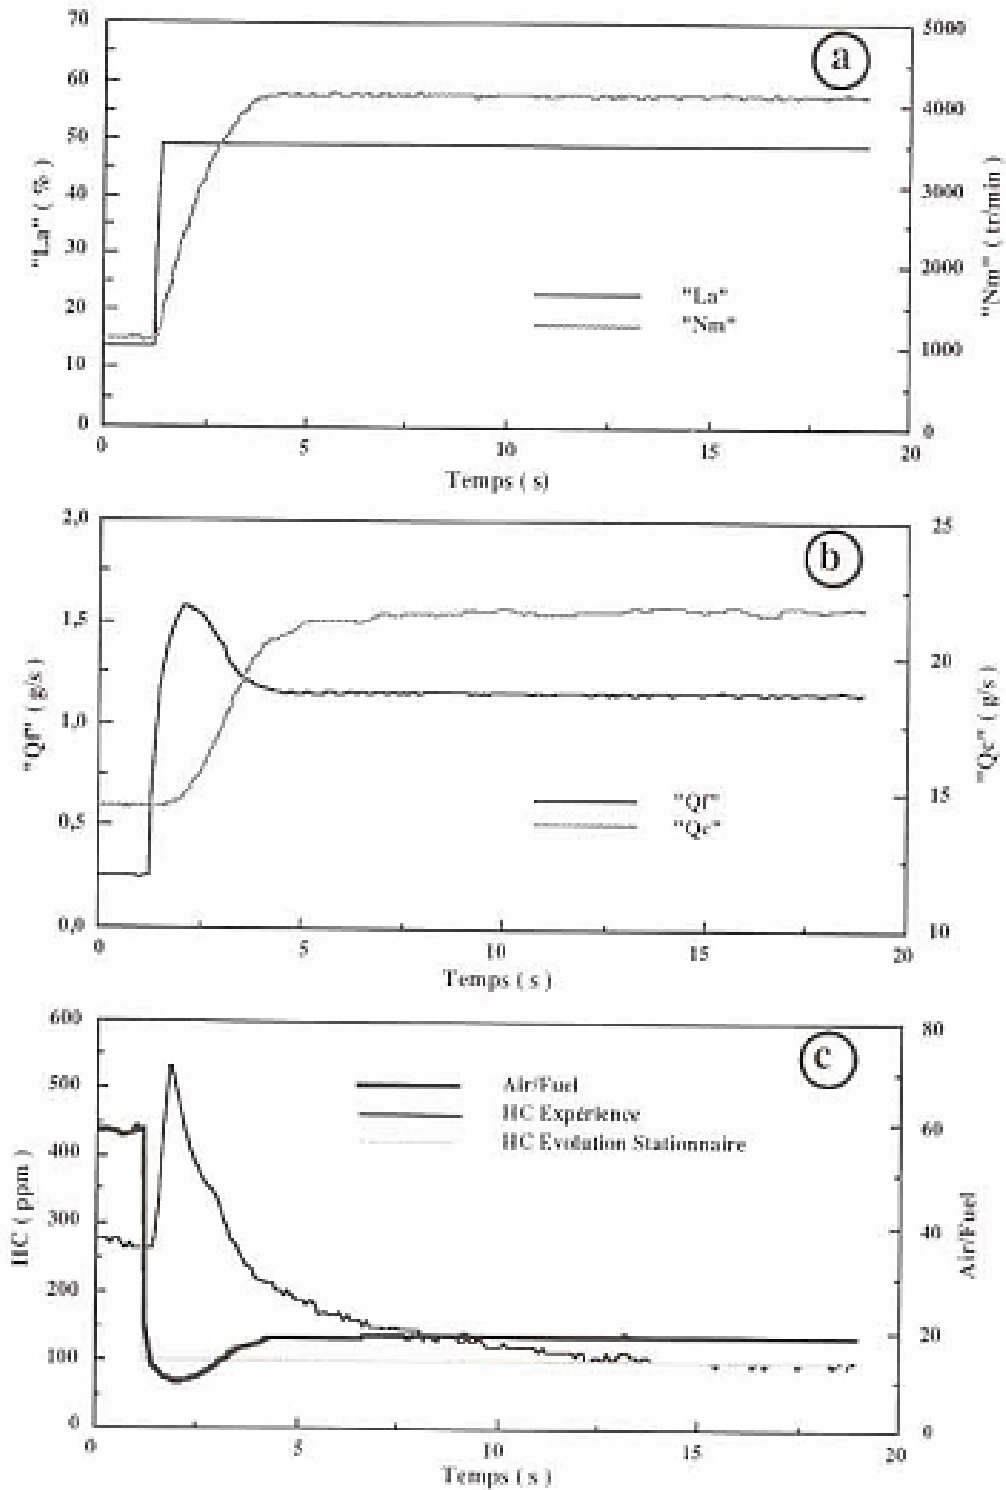 70
60
50
40
30
20
10
0
"La" ( % )
5000
4000
3000
2000
1000
0
"Nm" ( tr/min )
a
"La"
"Nm"
0 5 10 15 20
Temps ( s)
2,0
1,5
1,0
0,5
0,0
"Qf" ( g/s )
25
20
15
10
"Qc" ( g/s )
b
"Qf"
"Qc"
0 5 10 15 20
Temps ( s )
600
500
400
300
200
100
0
HC ( ppm )
80
60
40
20
0
Air/Fuel
c
Air/Fuel
HC Expérience
HC Evolution Stationnaire
0 5 10 15 20
Temps ( s )